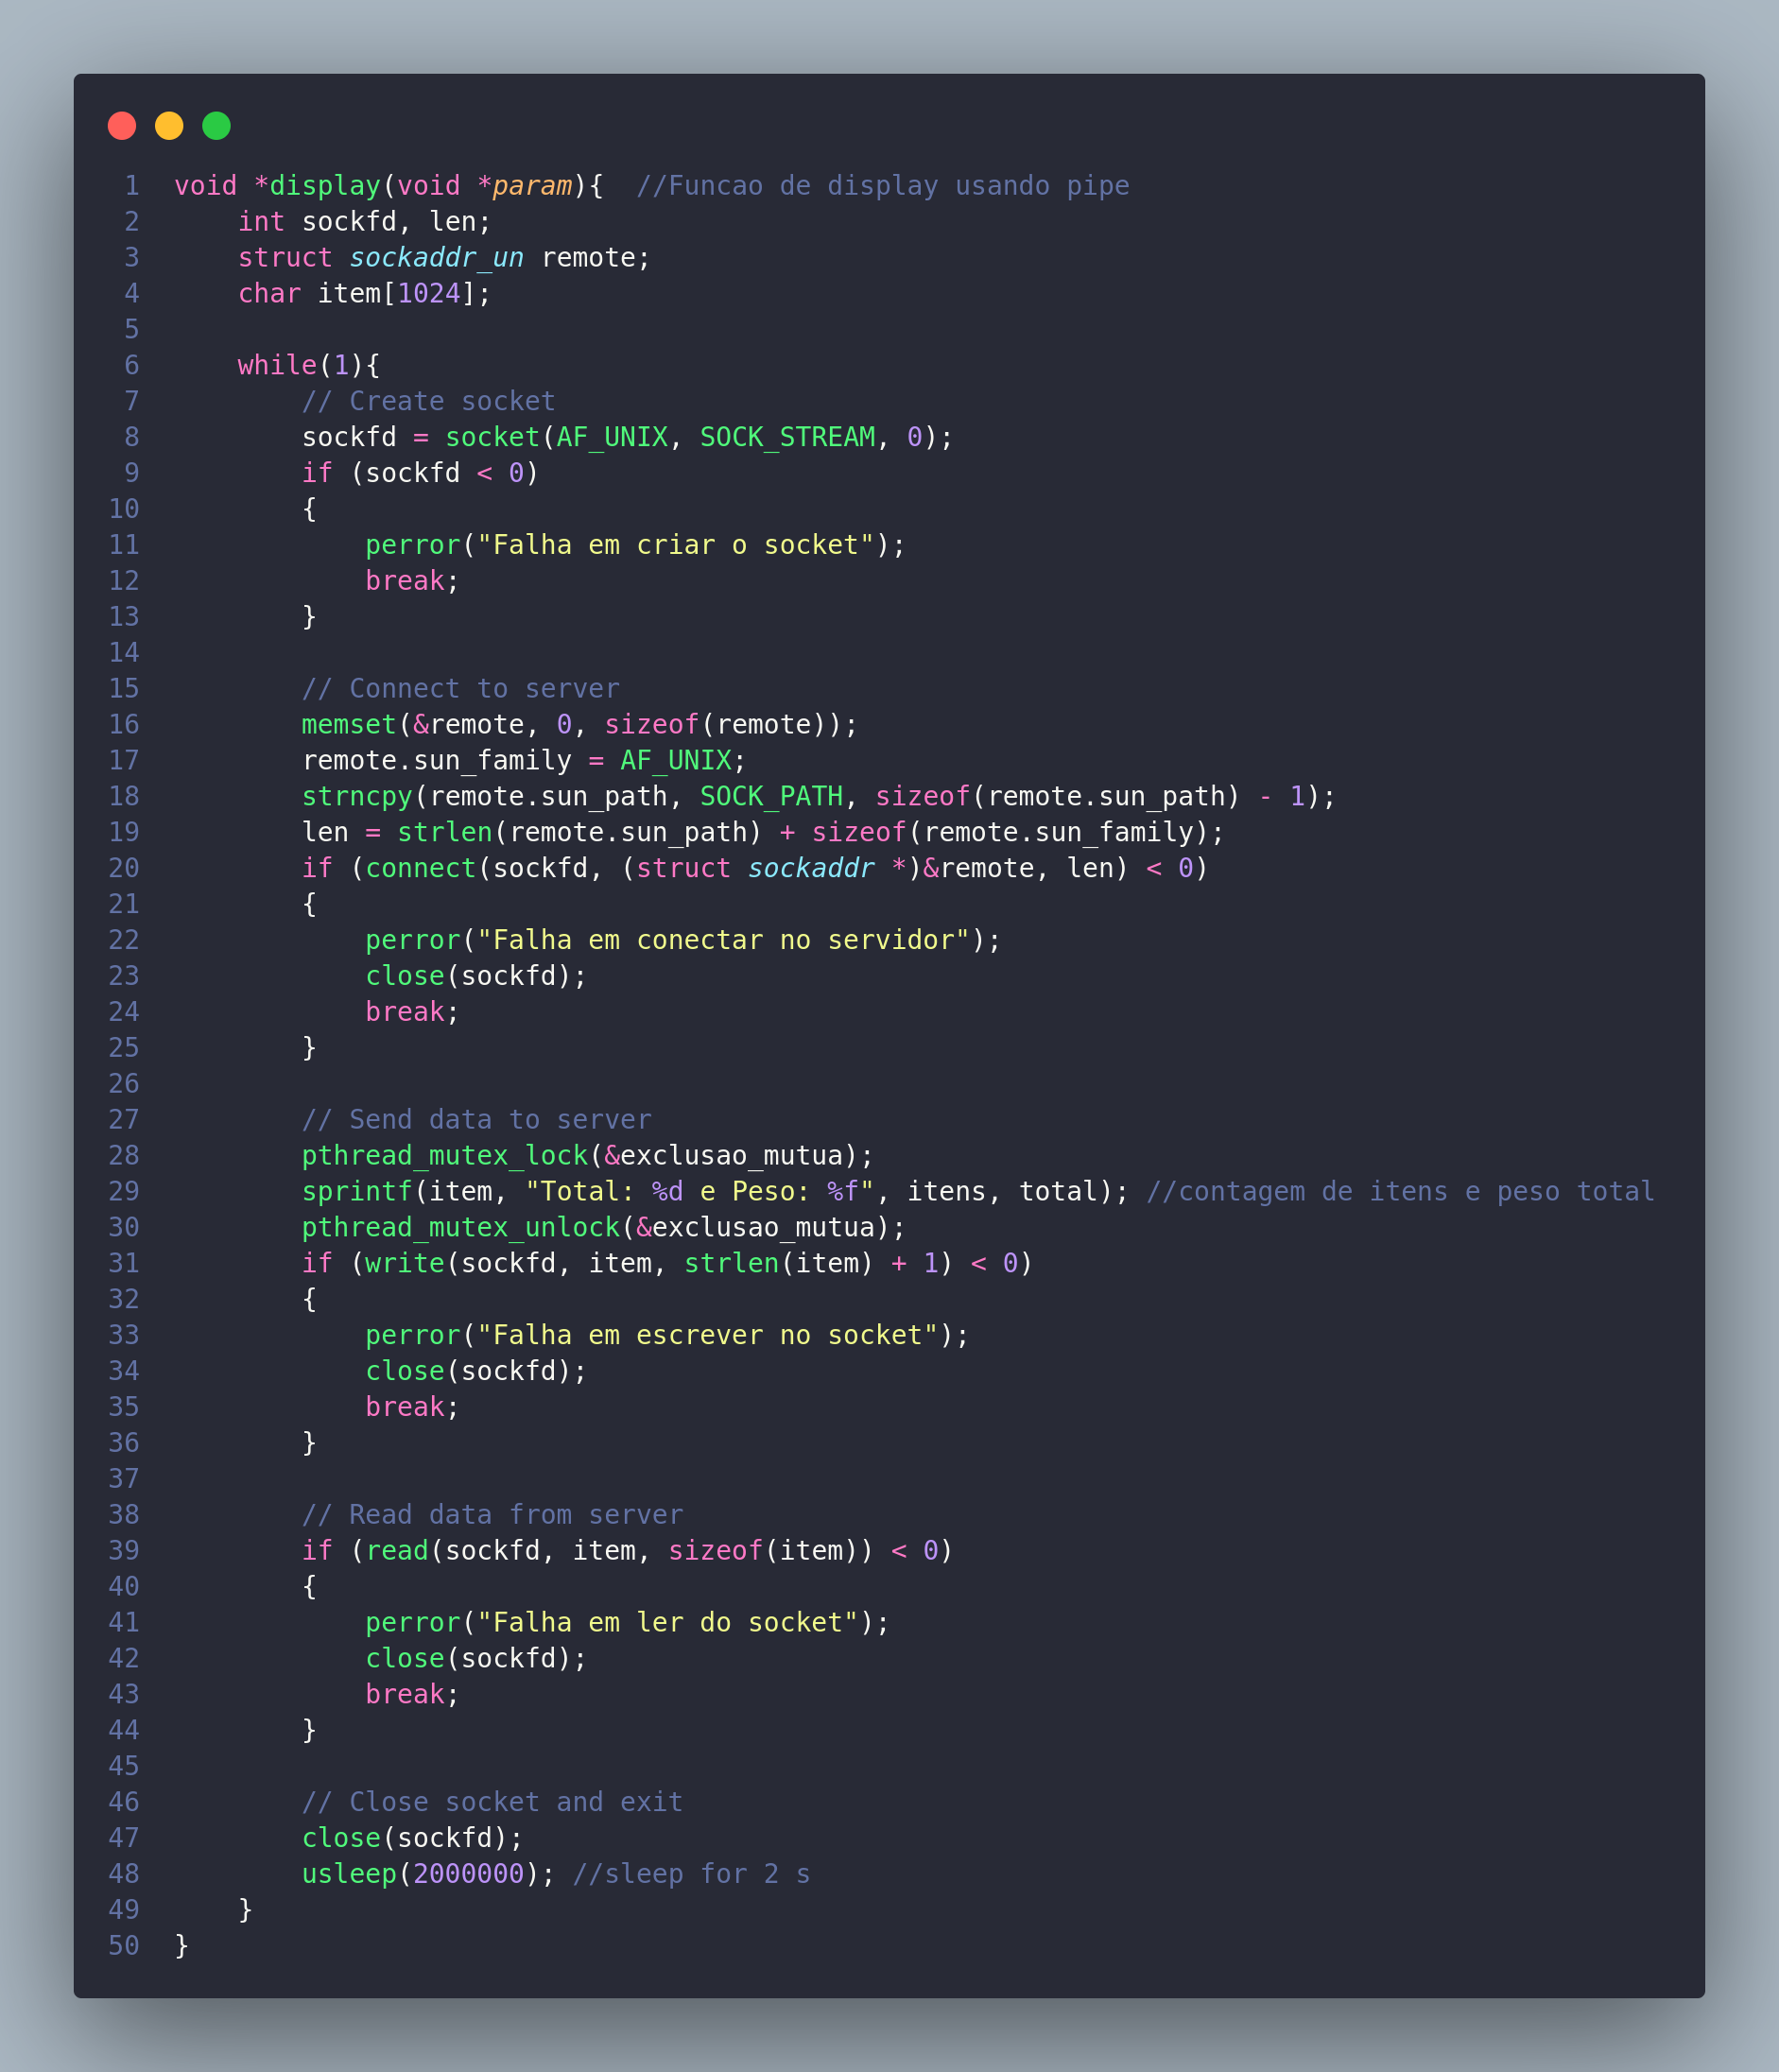 1 void *display(void *param){  //Funcao de display usando pipe
2     int sockfd, len;
3     struct sockaddr_un remote;
4     char item[1024];
5
6     while(1){
7         // Create socket
8         sockfd = socket(AF_UNIX, SOCK_STREAM, 0);
9         if (sockfd < 0)
10         {
11             perror("Falha em criar o socket");
12             break;
13         }
14
15         // Connect to server
16         memset(&remote, 0, sizeof(remote));
17         remote.sun_family = AF_UNIX;
18         strncpy(remote.sun_path, SOCK_PATH, sizeof(remote.sun_path) - 1);
19         len = strlen(remote.sun_path) + sizeof(remote.sun_family);
20         if (connect(sockfd, (struct sockaddr *)&remote, len) < 0)
21         {
22             perror("Falha em conectar no servidor");
23             close(sockfd);
24             break;
25         }
26
27         // Send data to server
28         pthread_mutex_lock(&exclusao_mutua);
29         sprintf(item, "Total: %d e Peso: %f", itens, total); //contagem de itens e peso total
30         pthread_mutex_unlock(&exclusao_mutua);
31         if (write(sockfd, item, strlen(item) + 1) < 0)
32         {
33             perror("Falha em escrever no socket");
34             close(sockfd);
35             break;
36         }
37
38         // Read data from server
39         if (read(sockfd, item, sizeof(item)) < 0)
40         {
41             perror("Falha em ler do socket");
42             close(sockfd);
43             break;
44         }
45
46         // Close socket and exit
47         close(sockfd);
48         usleep(2000000); //sleep for 2 s
49     }
50 }